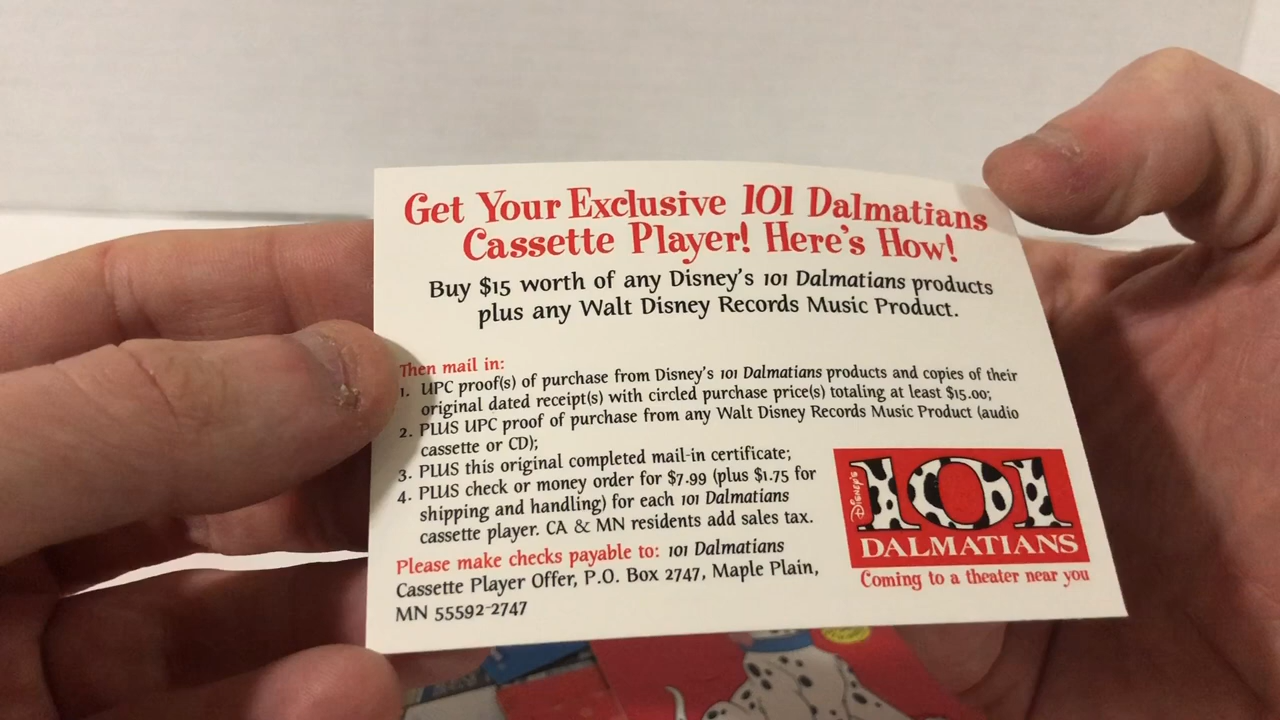 Get Your Exclusive 101 Dalmatians
Cassette Player! Here's How!
Buy $15 worth of any Disney's 101 Dalmatians products
plus any Walt Disney Records Music Product.
Then mail in:
1. UPC proof(s) of purchase from Disney's 101 Dalmatians products and copies of their
original dated receipt(s) with circled purchase price(s) totaling at least $15.00;
2. PLUS UPC proof of purchase from any Walt Disney Records Music Product (audio
cassette or CD);
3. PLUS this original completed mail-in certificate;
4. PLUS check or money order for $7.99 (plus $1.75 for
shipping and handling) for each 101 Dalmatians
cassette player. CA & MN residents add sales tax.
Please make checks payable to: 101 Dalmatians
Cassette Player Offer, P.O. Box 2747, Maple Plain,
MN 55592-2747
Disney's
101
DALMATIANS
Coming to a theater near you